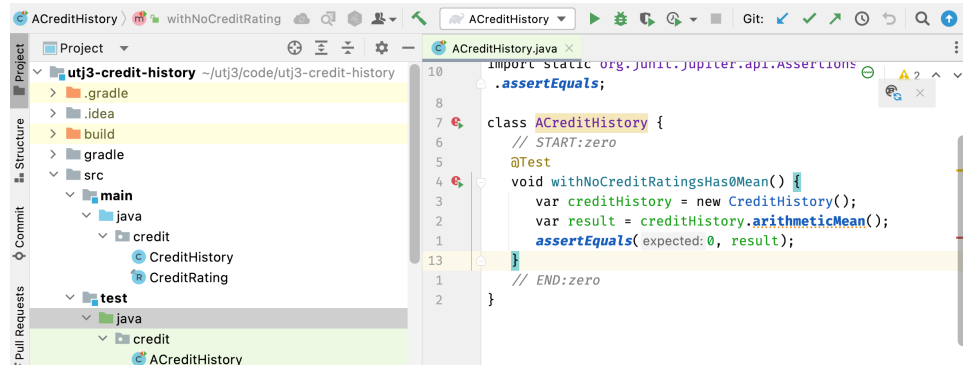 ACreditHistory withNoCreditRating ACreditHistory Git:
Project
Structure
Commit
Pull Requests
Project
utj3-credit-history ~/utj3/code/utj3-credit-history
.gradle
.idea
build
gradle
src
main
java
credit
CreditHistory
CreditRating
test
java
credit
ACreditHistory
ACreditHistory.java
10 import static org.junit.jupiter.api.Assertions
.assertEquals;
2
8
7 class ACreditHistory {
6 // START:zero
5 @Test
4 void withNoCreditRatingsHas0Mean() {
3 var creditHistory = new CreditHistory();
2 var result = creditHistory.arithmeticMean();
1 assertEquals( expected: 0, result);
13 }
1 // END:zero
2 }